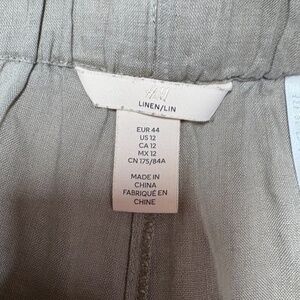 H&M
LINEN/LIN
EUR 44
US 12
CA 12
MX 12
CN 175/84A
MADE IN
CHINA
FABRIQUÉ EN
CHINE